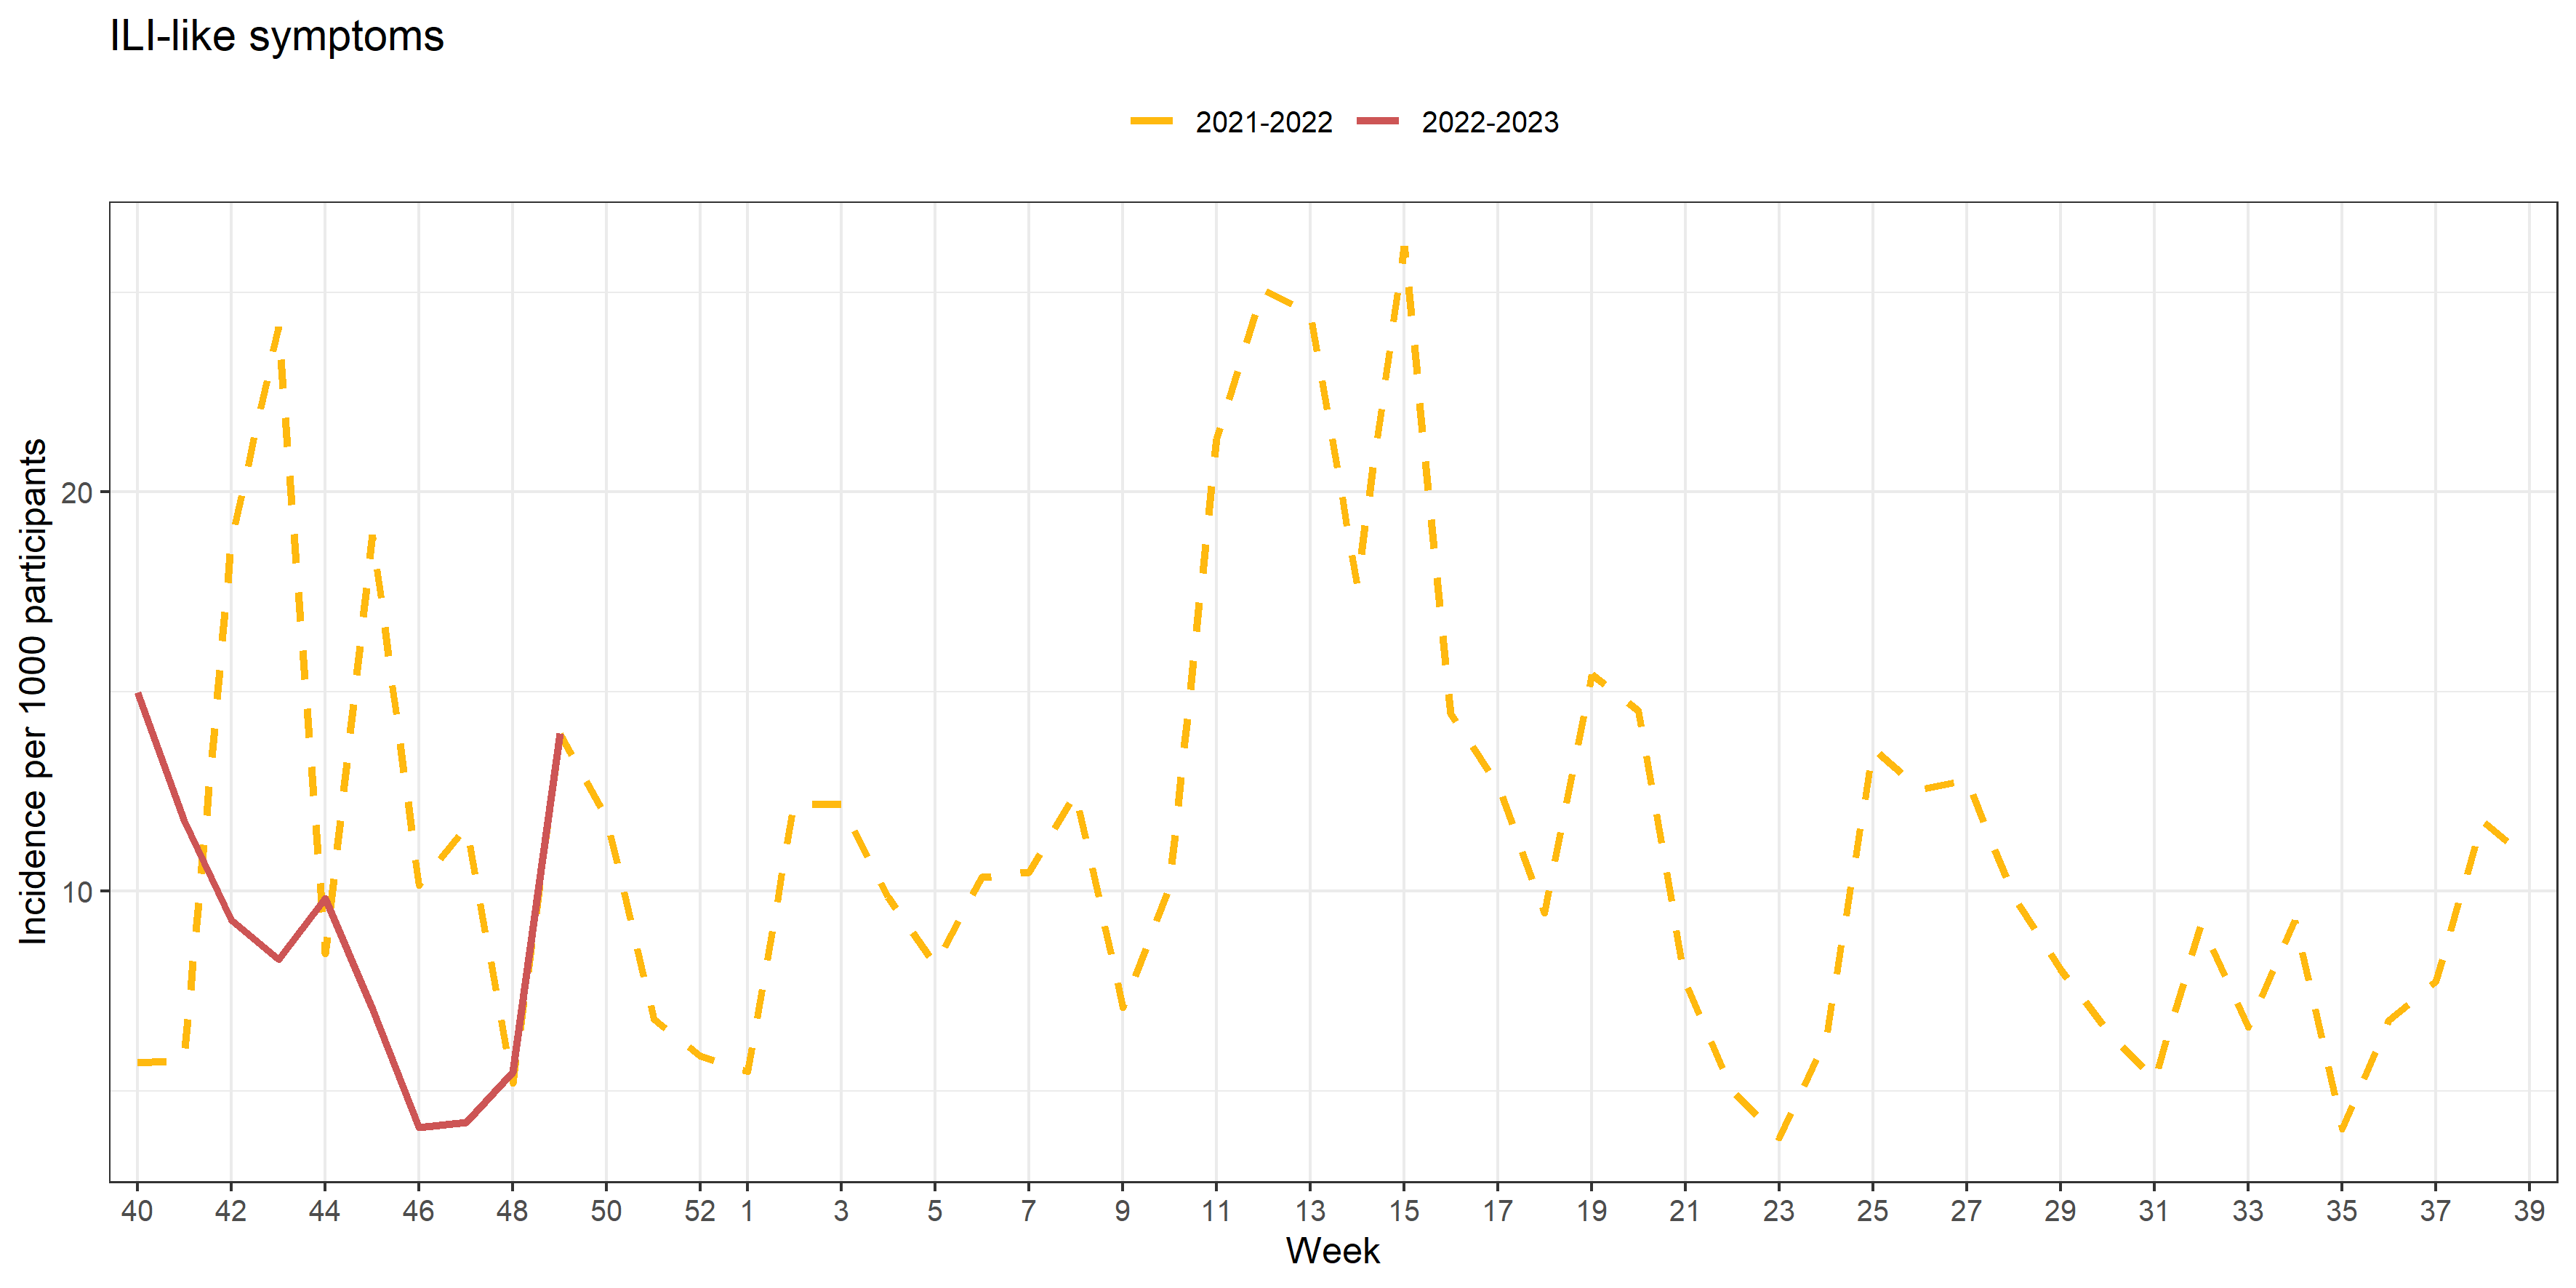 ILI-like symptoms
2021-2022 2022-2023
Incidence per 1000 participants
20
10
40 42 44 46 48 50 52 1 3 5 7 9 11 13 15 17 19 21 23 25 27 29 31 33 35 37 39
Week